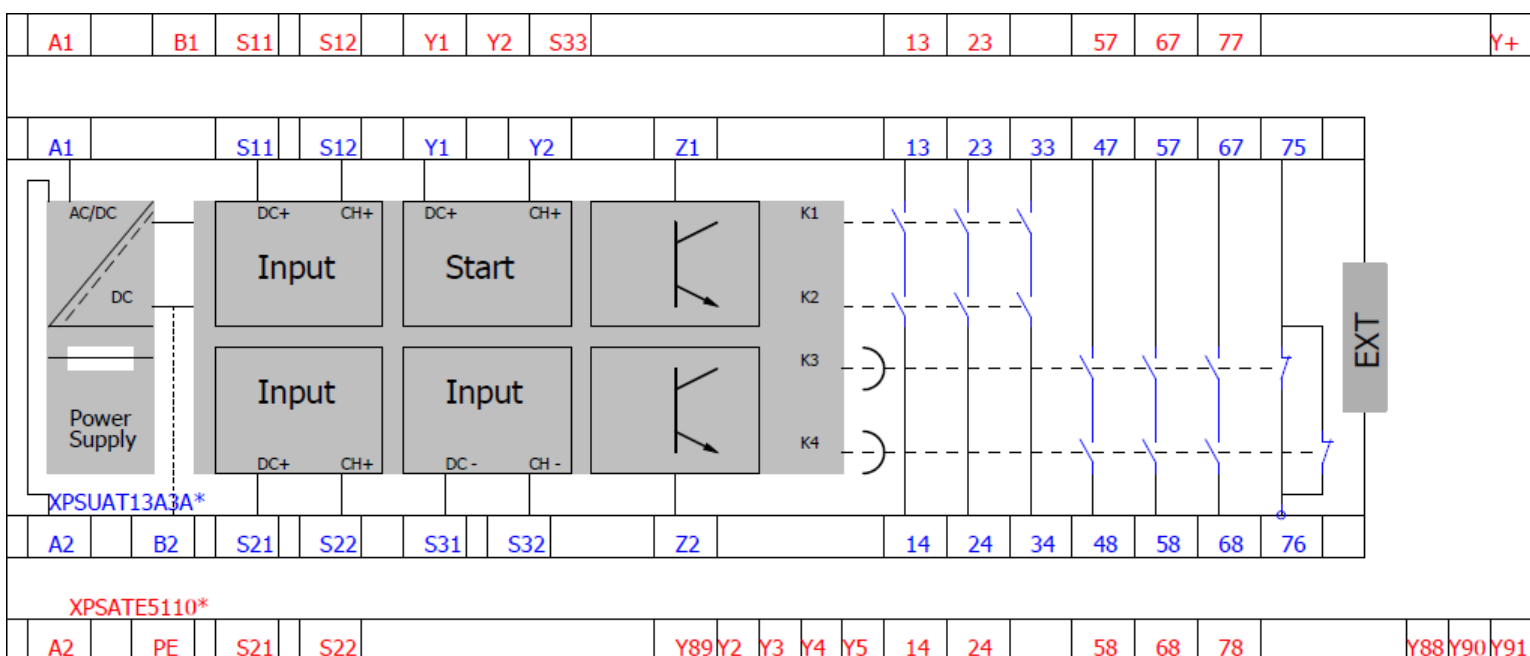 A1 B1 S11 S12 Y1 Y2 S33 13 23 57 67 77 Y+
A1 S11 S12 Y1 Y2 Z1 13 23 33 47 57 67 75
AC/DC DC+ CH+ DC+ CH+ K1
Input Start
DC K2
EXT
K3
Input Input
Power
Supply K4
DC+ CH+ DC - CH -
XPSUAT13A3A*
A2 B2 S21 S22 S31 S32 Z2 14 24 34 48 58 68 76
XPSATE5110*
A2 PE S21 S22 Y89 Y2 Y3 Y4 Y5 14 24 58 68 78 Y88 Y90 Y91